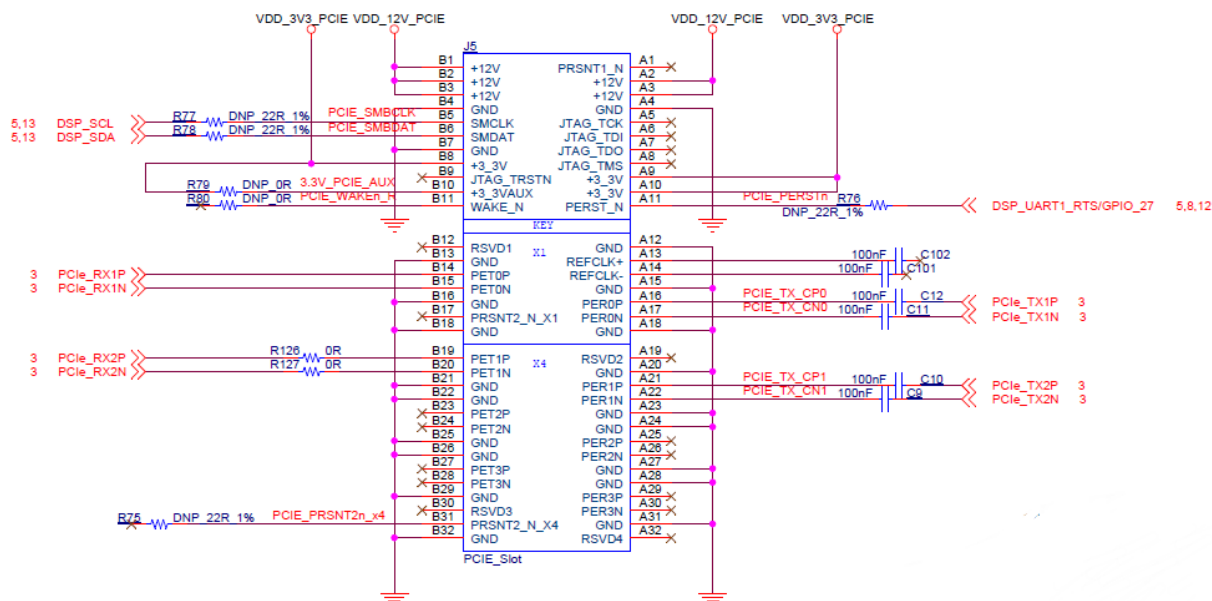 VDD_3V3_PCIE VDD_12V_PCIE VDD_12V_PCIE VDD_3V3_PCIE
J5
B1 +12V PRSNT1_N A1
B2 +12V +12V A2
B3 +12V +12V A3
B4 GND GND A4
5,13 DSP_SCL R77 DNP_22R_1% PCIE_SMBCLK B5 SMCLK JTAG_TCK A5
5,13 DSP_SDA R78 DNP_22R_1% PCIE_SMBDAT B6 SMDAT JTAG_TDI A6
B7 GND JTAG_TDO A7
B8 +3_3V JTAG_TMS A8
B9 JTAG_TRSTN +3_3V A9
R79 DNP_0R 3.3V_PCIE_AUX B10 +3_3VAUX +3_3V A10
R80 DNP_0R PCIE_WAKEn_R B11 WAKE_N PERST_N A11 PCIE_PERSTn R76 DNP_22R_1% DSP_UART1_RTS/GPIO_27 5,8,12
KEY
X1
B12 RSVD1 GND A12
B13 GND REFCLK+ A13 100nF C102
3 PCIe_RX1P B14 PET0P REFCLK- A14 100nF C101
3 PCIe_RX1N B15 PET0N GND A15
B16 GND PER0P A16 PCIE_TX_CP0 100nF C12 PCIe_TX1P 3
B17 PRSNT2_N_X1 PER0N A17 PCIE_TX_CN0 100nF C11 PCIe_TX1N 3
B18 GND GND A18
X4
3 PCIe_RX2P R126 0R B19 PET1P RSVD2 A19
3 PCIe_RX2N R127 0R B20 PET1N GND A20
B21 GND PER1P A21 PCIE_TX_CP1 100nF C10 PCIe_TX2P 3
B22 GND PER1N A22 PCIE_TX_CN1 100nF C9 PCIe_TX2N 3
B23 PET2P GND A23
B24 PET2N GND A24
B25 GND PER2P A25
B26 GND PER2N A26
B27 PET3P GND A27
B28 PET3N GND A28
B29 GND PER3P A29
B30 RSVD3 PER3N A30
R75 DNP_22R_1% PCIE_PRSNT2n_x4 B31 PRSNT2_N_X4 GND A31
B32 GND RSVD4 A32
PCIE_Slot